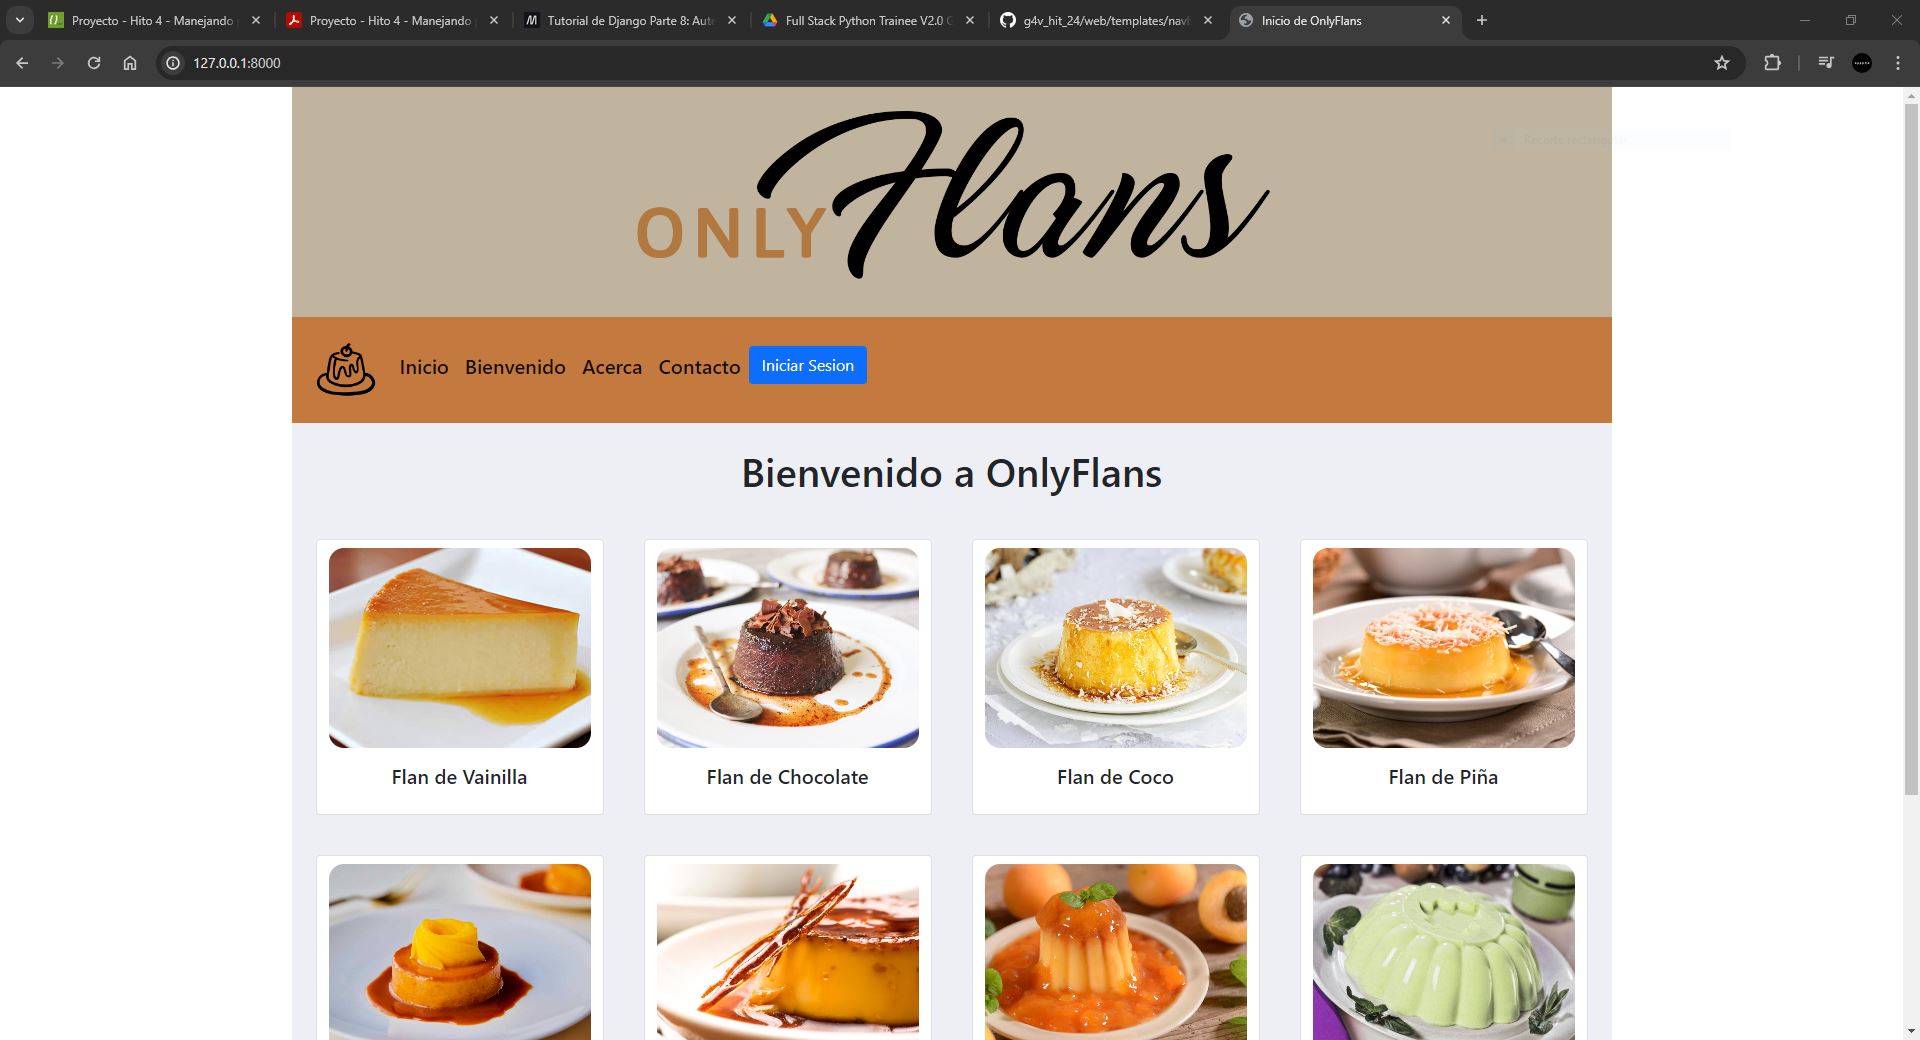 Proyecto - Hito 4 - Manejando
Proyecto - Hito 4 - Manejando
Tutorial de Django Parte 8: Aute
Full Stack Python Trainee V2.0 G
g4v_hit_24/web/templates/navb
Inicio de OnlyFlans
127.0.0.1:8000
ONLY Flans
Inicio
Bienvenido
Acerca
Contacto
Iniciar Sesion
Bienvenido a OnlyFlans
Flan de Vainilla
Flan de Chocolate
Flan de Coco
Flan de Piña